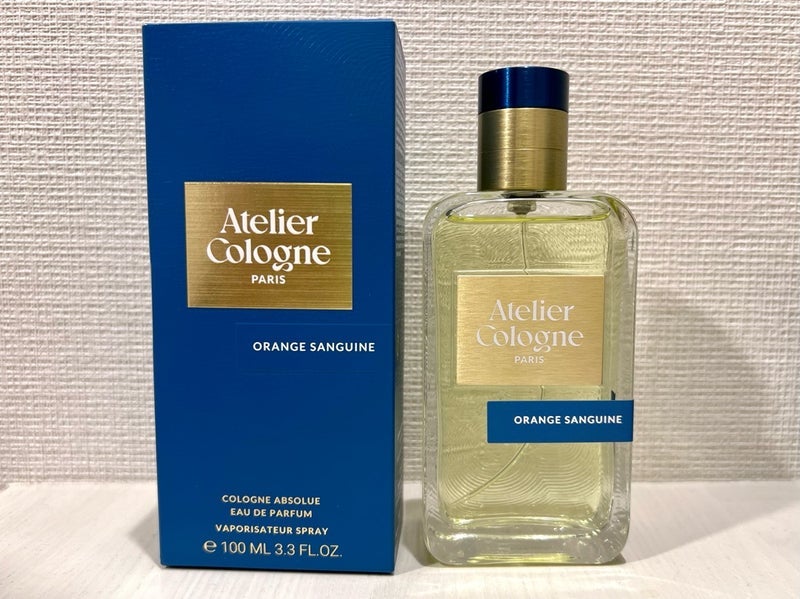 Atelier
Cologne
PARIS
ORANGE SANGUINE
COLOGNE ABSOLUE
EAU DE PARFUM
VAPORISATEUR SPRAY
℮ 100 ML 3.3 FL.OZ.
Atelier
Cologne
PARIS
ORANGE SANGUINE